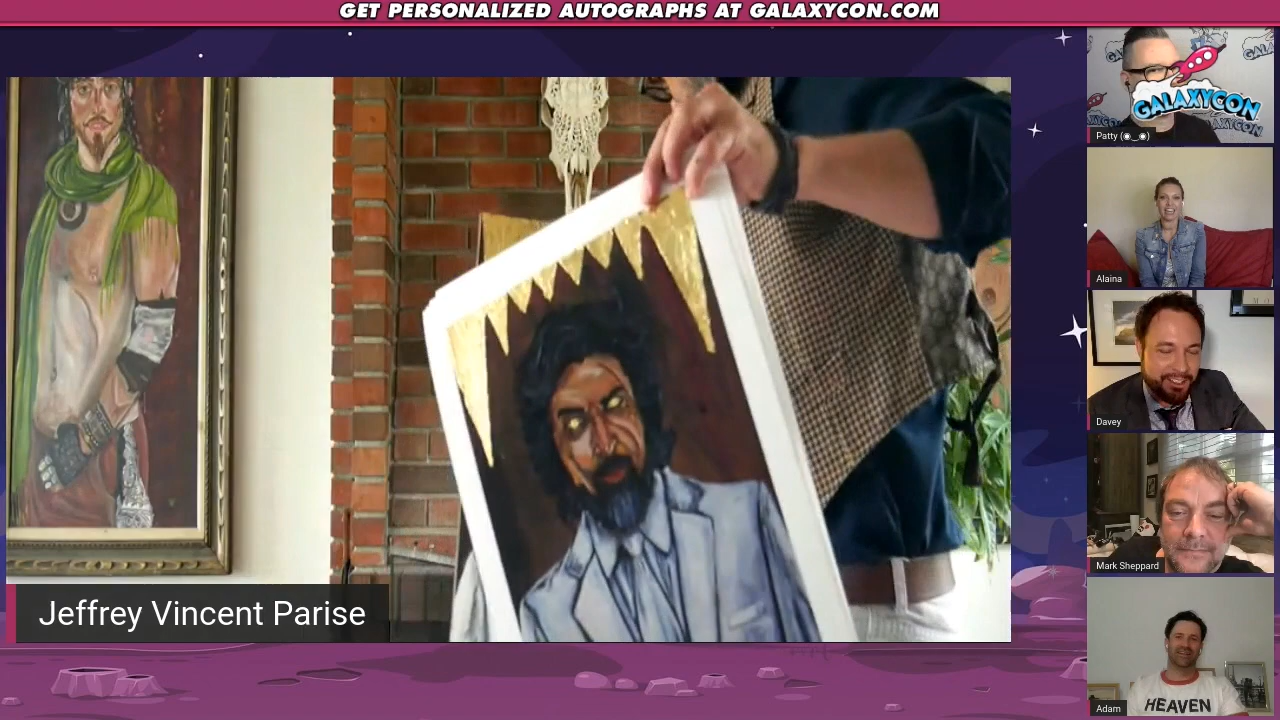 GET PERSONALIZED AUTOGRAPHS AT GALAXYCON.COM
GALAXYCON
Patty (◉‿◉)
Alaina
Davey
Mark Sheppard
Jeffrey Vincent Parise
HEAVEN
Adam